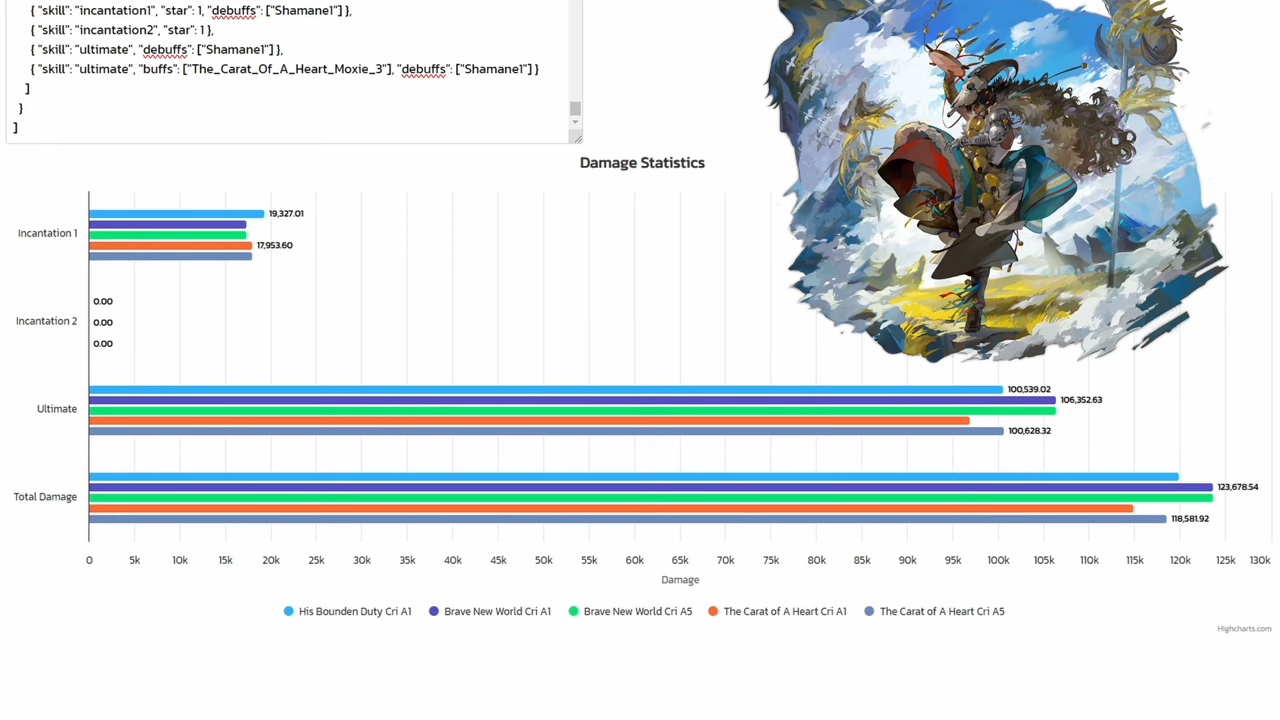 { "skill": "incantation1", "star": 1, "debuffs": ["Shamane1"] },
{ "skill": "incantation2", "star": 1 },
{ "skill": "ultimate", "debuffs": ["Shamane1"] },
{ "skill": "ultimate", "buffs": ["The_Carat_Of_A_Heart_Moxie_3"], "debuffs": ["Shamane1"] }
]
}
]
Damage Statistics
19,327.01
Incantation 1
17,953.60
0.00
Incantation 2
0.00
0.00
100,539.02
106,352.63
Ultimate
100,628.32
123,678.54
Total Damage
118,581.92
0 5k 10k 15k 20k 25k 30k 35k 40k 45k 50k 55k 60k 65k 70k 75k 80k 85k 90k 95k 100k 105k 110k 115k 120k 125k 130k
Damage
His Bounden Duty Cri A1 Brave New World Cri A1 Brave New World Cri A5 The Carat of A Heart Cri A1 The Carat of A Heart Cri A5
Highcharts.com